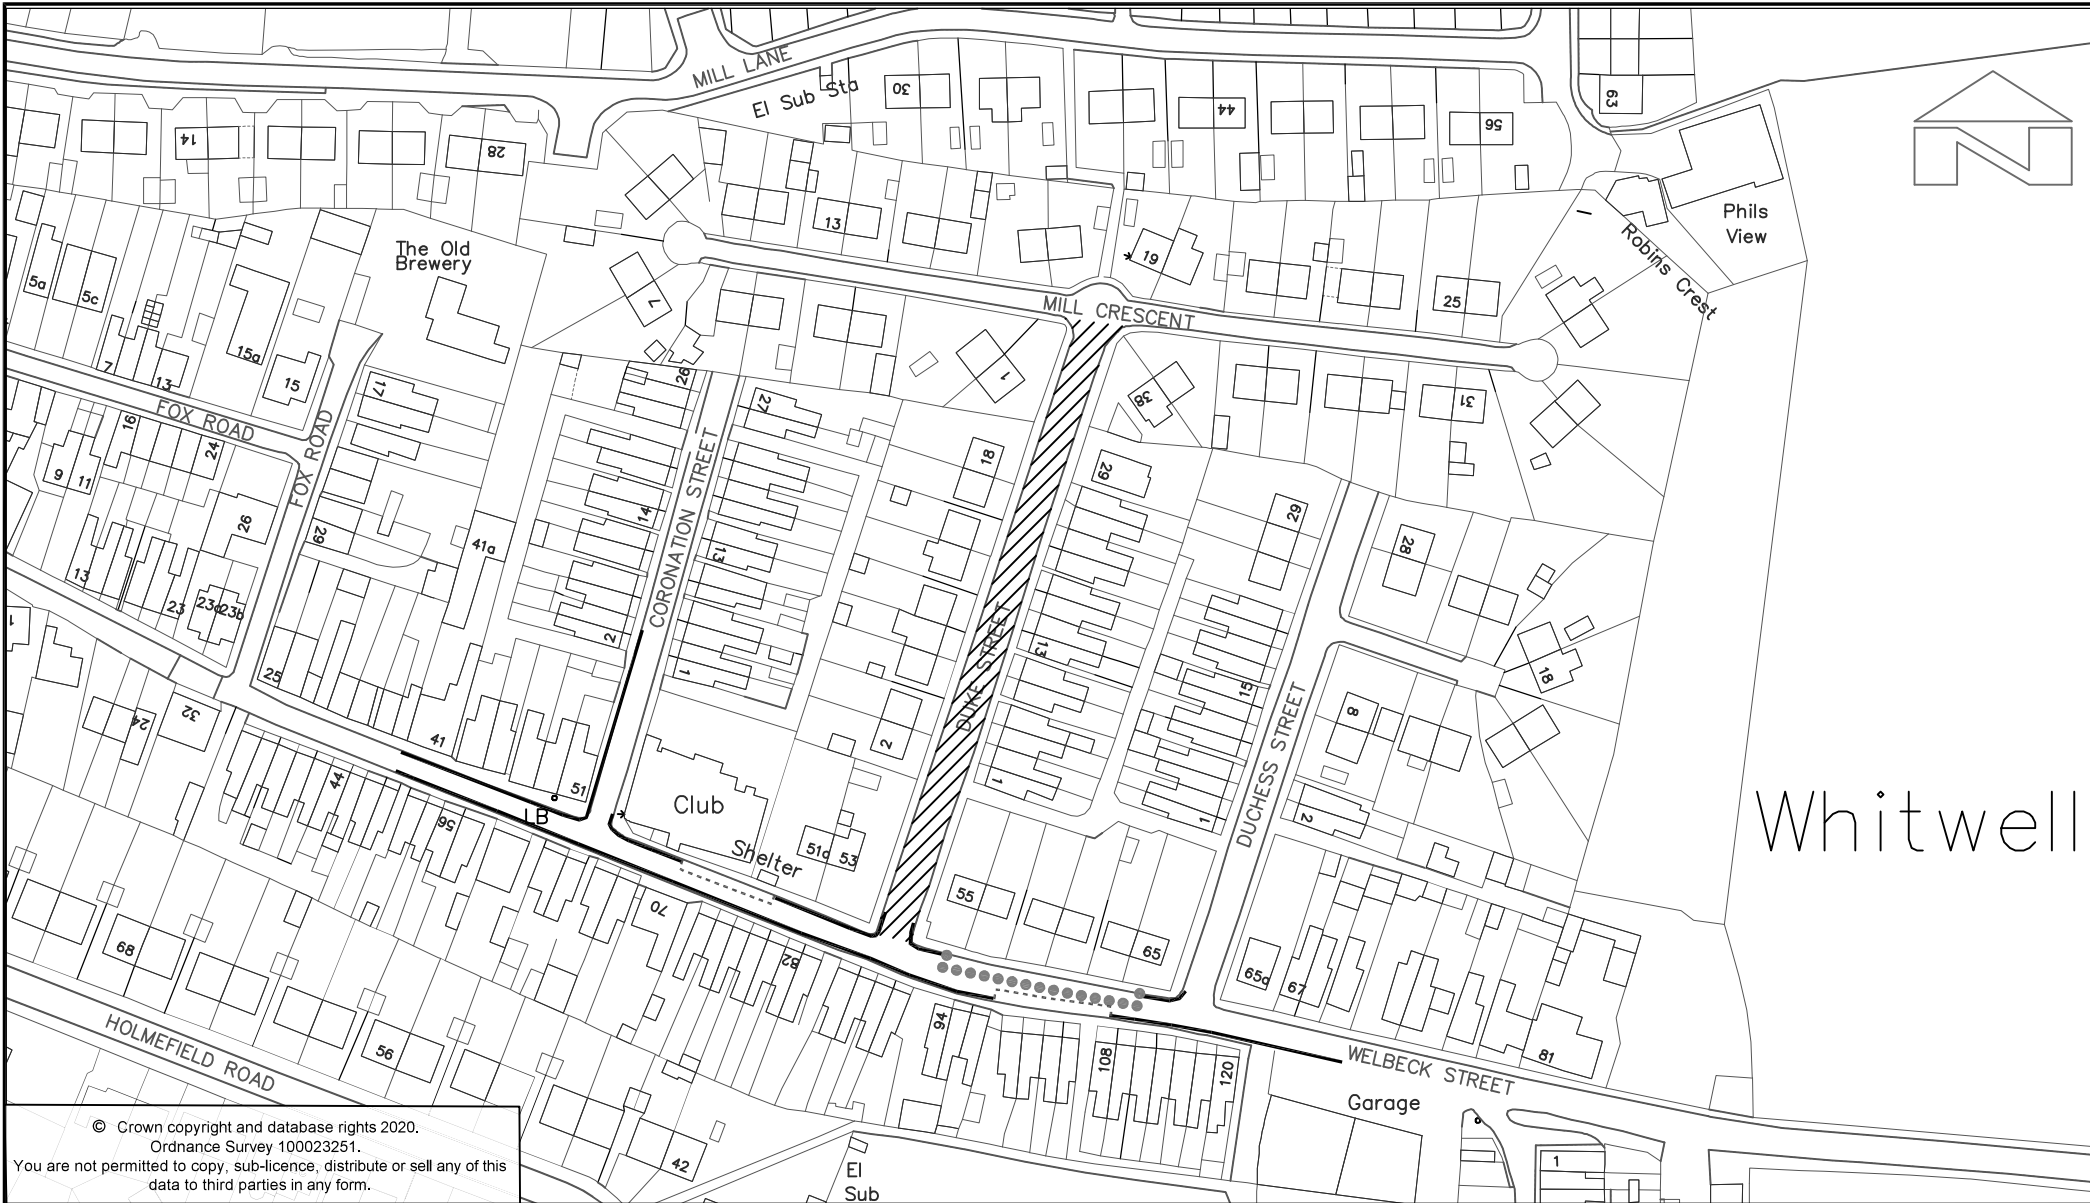 MILL LANE
El Sub Sta
30
44
56
63
14
28
13
19
Phils
View
Robins Crest
The Old
Brewery
5a
5c
7
13
15a
15
7
25
MILL CRESCENT
1
38
31
FOX ROAD
FOX ROAD
17
26
27
16
24
9
11
29
26
13
23
23a
23b
41a
14
CORONATION STREET
13
2
1
18
29
26
28
DUKE STREET
13
15
18
8
2
1
1
2
DUCHESS STREET
1
25
24
32
41
51
LB
44
56
Club
Shelter
51a
53
55
65
65a
67
81
Whitwell
70
82
94
108
120
68
56
42
HOLMEFIELD ROAD
WELBECK STREET
Garage
1
El
Sub
© Crown copyright and database rights 2020.
Ordnance Survey 100023251.
You are not permitted to copy, sub-licence, distribute or sell any of this
data to third parties in any form.
N